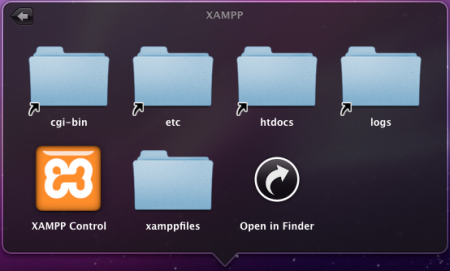 XAMPP
cgi-bin
etc
htdocs
logs
XAMPP Control
xamppfiles
Open in Finder